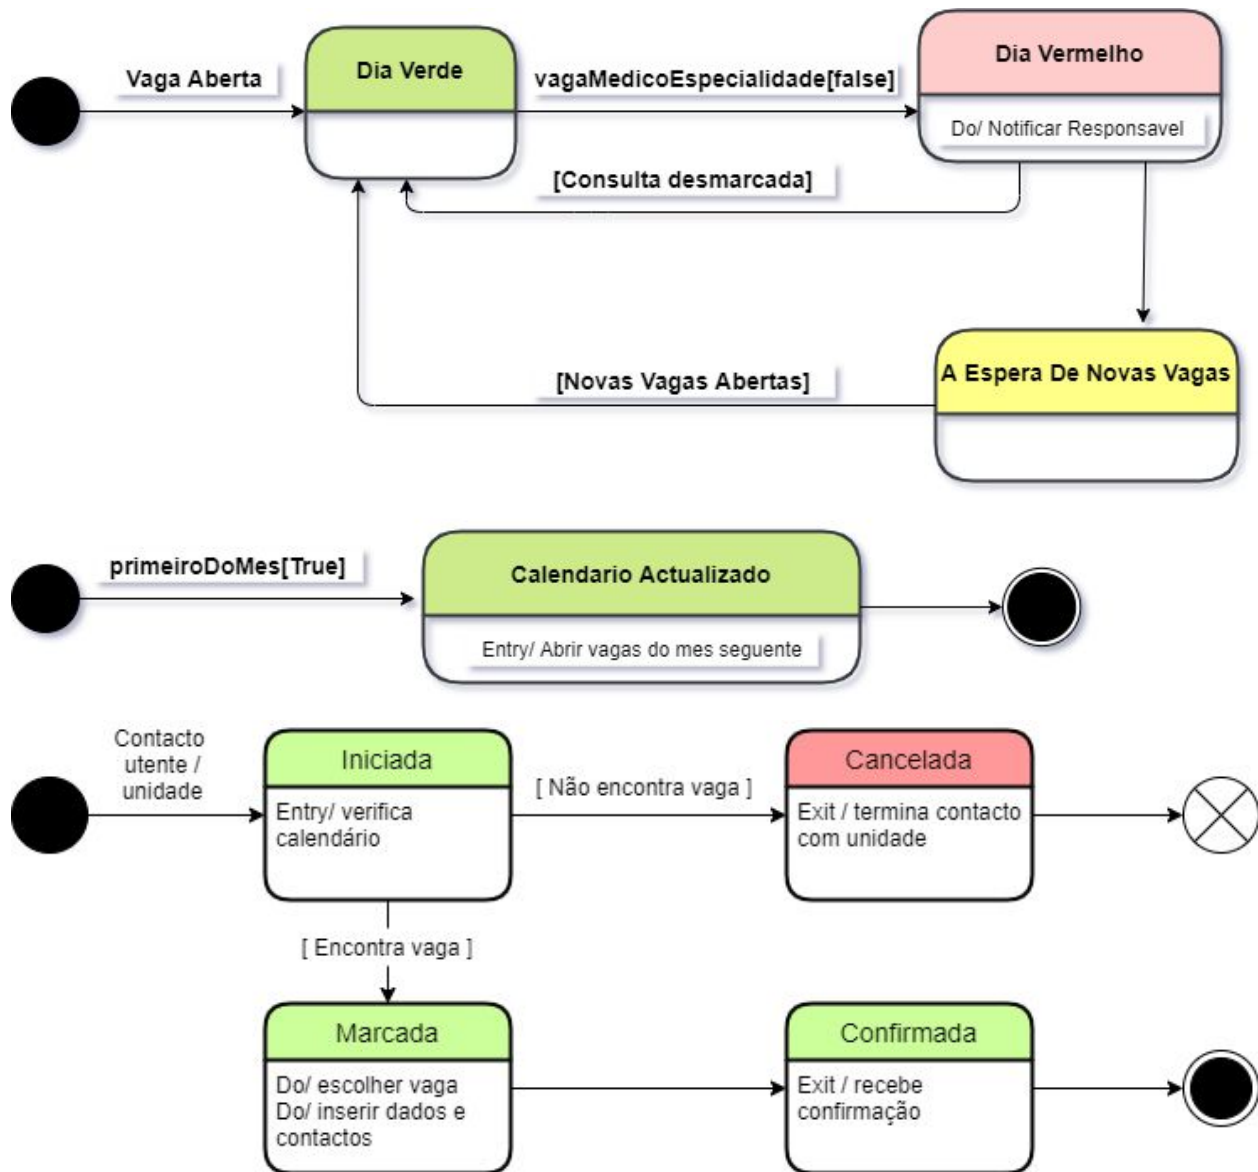 Vaga Aberta
Dia Verde
vagaMedicoEspecialidade[false]
Dia Vermelho
Do/ Notificar Responsavel
[Consulta desmarcada]
[Novas Vagas Abertas]
A Espera De Novas Vagas
primeiroDoMes[True]
Calendario Actualizado
Entry/ Abrir vagas do mes seguente
Contacto
utente /
unidade
Iniciada
Entry/ verifica
calendário
[ Não encontra vaga ]
Cancelada
Exit / termina contacto
com unidade
[ Encontra vaga ]
Marcada
Do/ escolher vaga
Do/ inserir dados e
contactos
Confirmada
Exit / recebe
confirmação